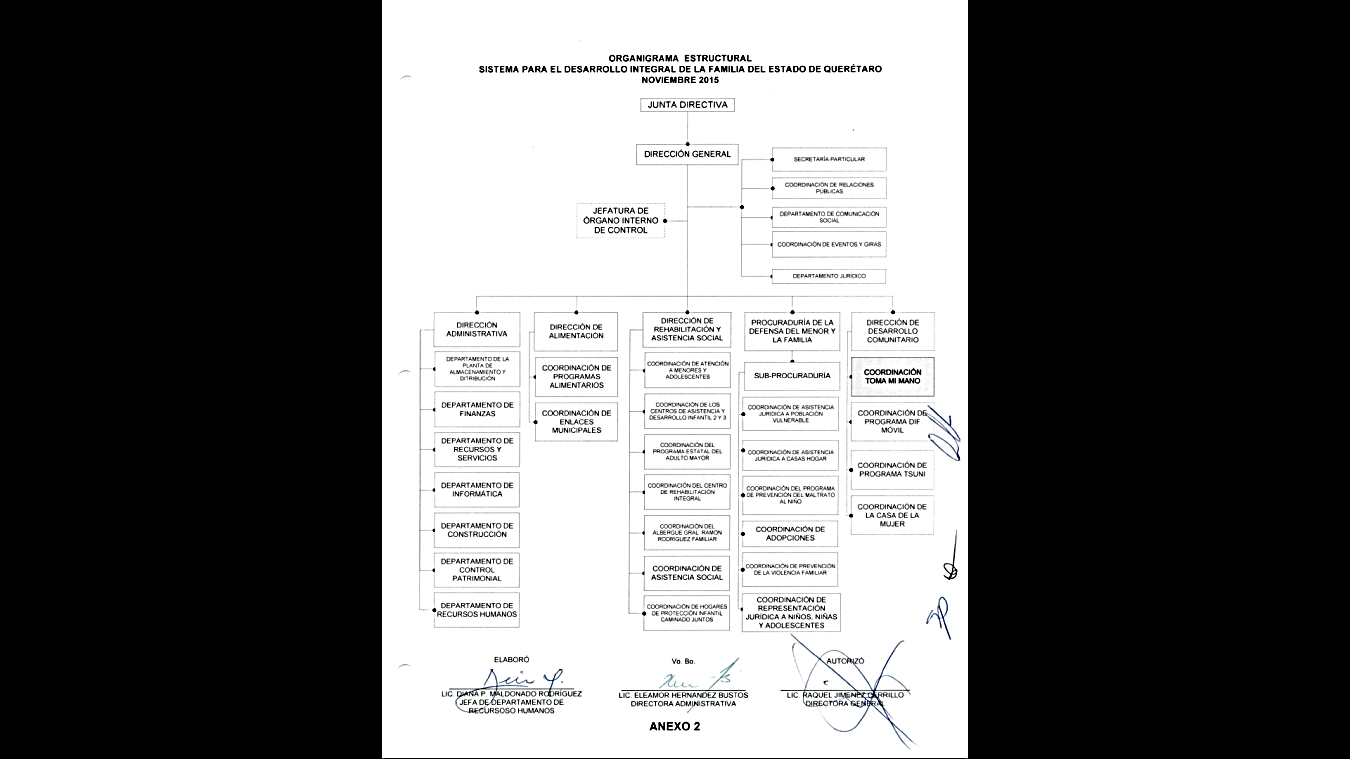 ORGANIGRAMA ESTRUCTURAL
SISTEMA PARA EL DESARROLLO INTEGRAL DE LA FAMILIA DEL ESTADO DE QUERÉTARO
NOVIEMBRE 2015
JUNTA DIRECTIVA
DIRECCIÓN GENERAL
SECRETARÍA PARTICULAR
COORDINACIÓN DE RELACIONES
PÚBLICAS
JEFATURA DE
ÓRGANO INTERNO
DE CONTROL
DEPARTAMENTO DE COMUNICACIÓN
SOCIAL
COORDINACIÓN DE EVENTOS Y GIRAS
DEPARTAMENTO JURÍDICO
DIRECCIÓN
ADMINISTRATIVA
DEPARTAMENTO DE LA
PLANTA DE
ALMACENAMIENTO Y
DITRIBUCIÓN
DEPARTAMENTO DE
FINANZAS
DEPARTAMENTO DE
RECURSOS Y
SERVICIOS
DEPARTAMENTO DE
INFORMÁTICA
DEPARTAMENTO DE
CONSTRUCCIÓN
DEPARTAMENTO DE
CONTROL
PATRIMONIAL
DEPARTAMENTO DE
RECURSOS HUMANOS
DIRECCIÓN DE
ALIMENTACIÓN
COORDINACIÓN DE
PROGRAMAS
ALIMENTARIOS
COORDINACIÓN DE
ENLACES
MUNICIPALES
DIRECCIÓN DE
REHABILITACIÓN Y
ASISTENCIA SOCIAL
COORDINACIÓN DE ATENCIÓN
A MENORES Y
ADOLESCENTES
COORDINACIÓN DE LOS
CENTROS DE ASISTENCIA Y
DESARROLLO INFANTIL 2 Y 3
COORDINACIÓN DEL
PROGRAMA ESTATAL DEL
ADULTO MAYOR
COORDINACIÓN DEL CENTRO
DE REHABILITACIÓN
INTEGRAL
COORDINACIÓN DEL
ALBERGUE GRAL. RAMÓN
RODRÍGUEZ FAMILIAR
COORDINACIÓN DE
ASISTENCIA SOCIAL
COORDINACIÓN DE HOGARES
DE PROTECCIÓN INFANTIL
CAMINADO JUNTOS
PROCURADURÍA DE LA
DEFENSA DEL MENOR Y
LA FAMILIA
SUB-PROCURADURÍA
COORDINACIÓN DE ASISTENCIA
JURÍDICA A POBLACIÓN
VULNERABLE
COORDINACIÓN DE ASISTENCIA
JURÍDICA A CASAS HOGAR
COORDINACIÓN DEL PROGRAMA
DE PREVENCIÓN DEL MALTRATO
AL NIÑO
COORDINACIÓN DE
ADOPCIONES
COORDINACIÓN DE PREVENCIÓN
DE LA VIOLENCIA FAMILIAR
COORDINACIÓN DE
REPRESENTACIÓN
JURÍDICA A NIÑOS, NIÑAS
Y ADOLESCENTES
DIRECCIÓN DE
DESARROLLO
COMUNITARIO
COORDINACIÓN
TOMA MI MANO
COORDINACIÓN DE
PROGRAMA DIF
MÓVIL
COORDINACIÓN DE
PROGRAMA TSUNI
COORDINACIÓN DE
LA CASA DE LA
MUJER
ELABORÓ
LIC. DIANA P. MALDONADO RODRÍGUEZ
JEFA DE DEPARTAMENTO DE
RECURSOSO HUMANOS
Vo. Bo.
LIC. ELEAMOR HERNANDEZ BUSTOS
DIRECTORA ADMINISTRATIVA
AUTORIZÓ
LIC. RAQUEL JIMENEZ CERRILLO
DIRECTORA GENERAL
ANEXO 2